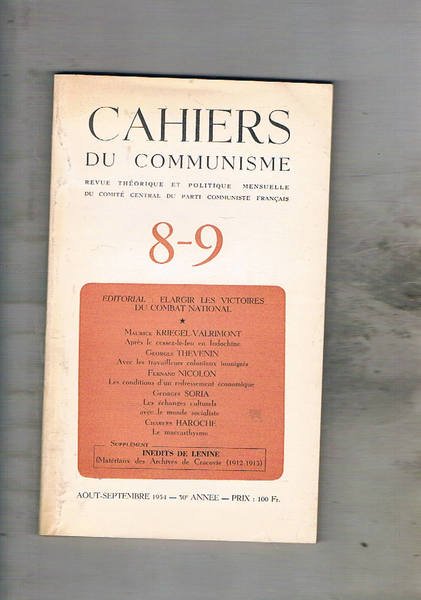 CAHIERS
DU COMMUNISME
REVUE THÉORIQUE ET POLITIQUE MENSUELLE
DU COMITÉ CENTRAL DU PARTI COMMUNISTE FRANÇAIS
8-9
EDITORIAL ELARGIR LES VICTOIRES
DU COMBAT NATIONAL
★
MAURICE KRIEGEL-VALRIMONT
Après le cessez-le-feu en Indochine
GEORGES THEVENIN
Avec les travailleurs coloniaux immigrés
FERNAND NICOLON
Les conditions d'un redressement économique
GEORGES SORIA
Les échanges culturels
avec le monde socialiste
CHARLES HAROCHE
Le maccarthysme
SUPPLÉMENT
INEDITS DE LENINE
(Matériaux des Archives de Cracovie (1912-1913)
AOUT-SEPTEMBRE 1954 — 30e ANNEE — PRIX : 100 Fr.